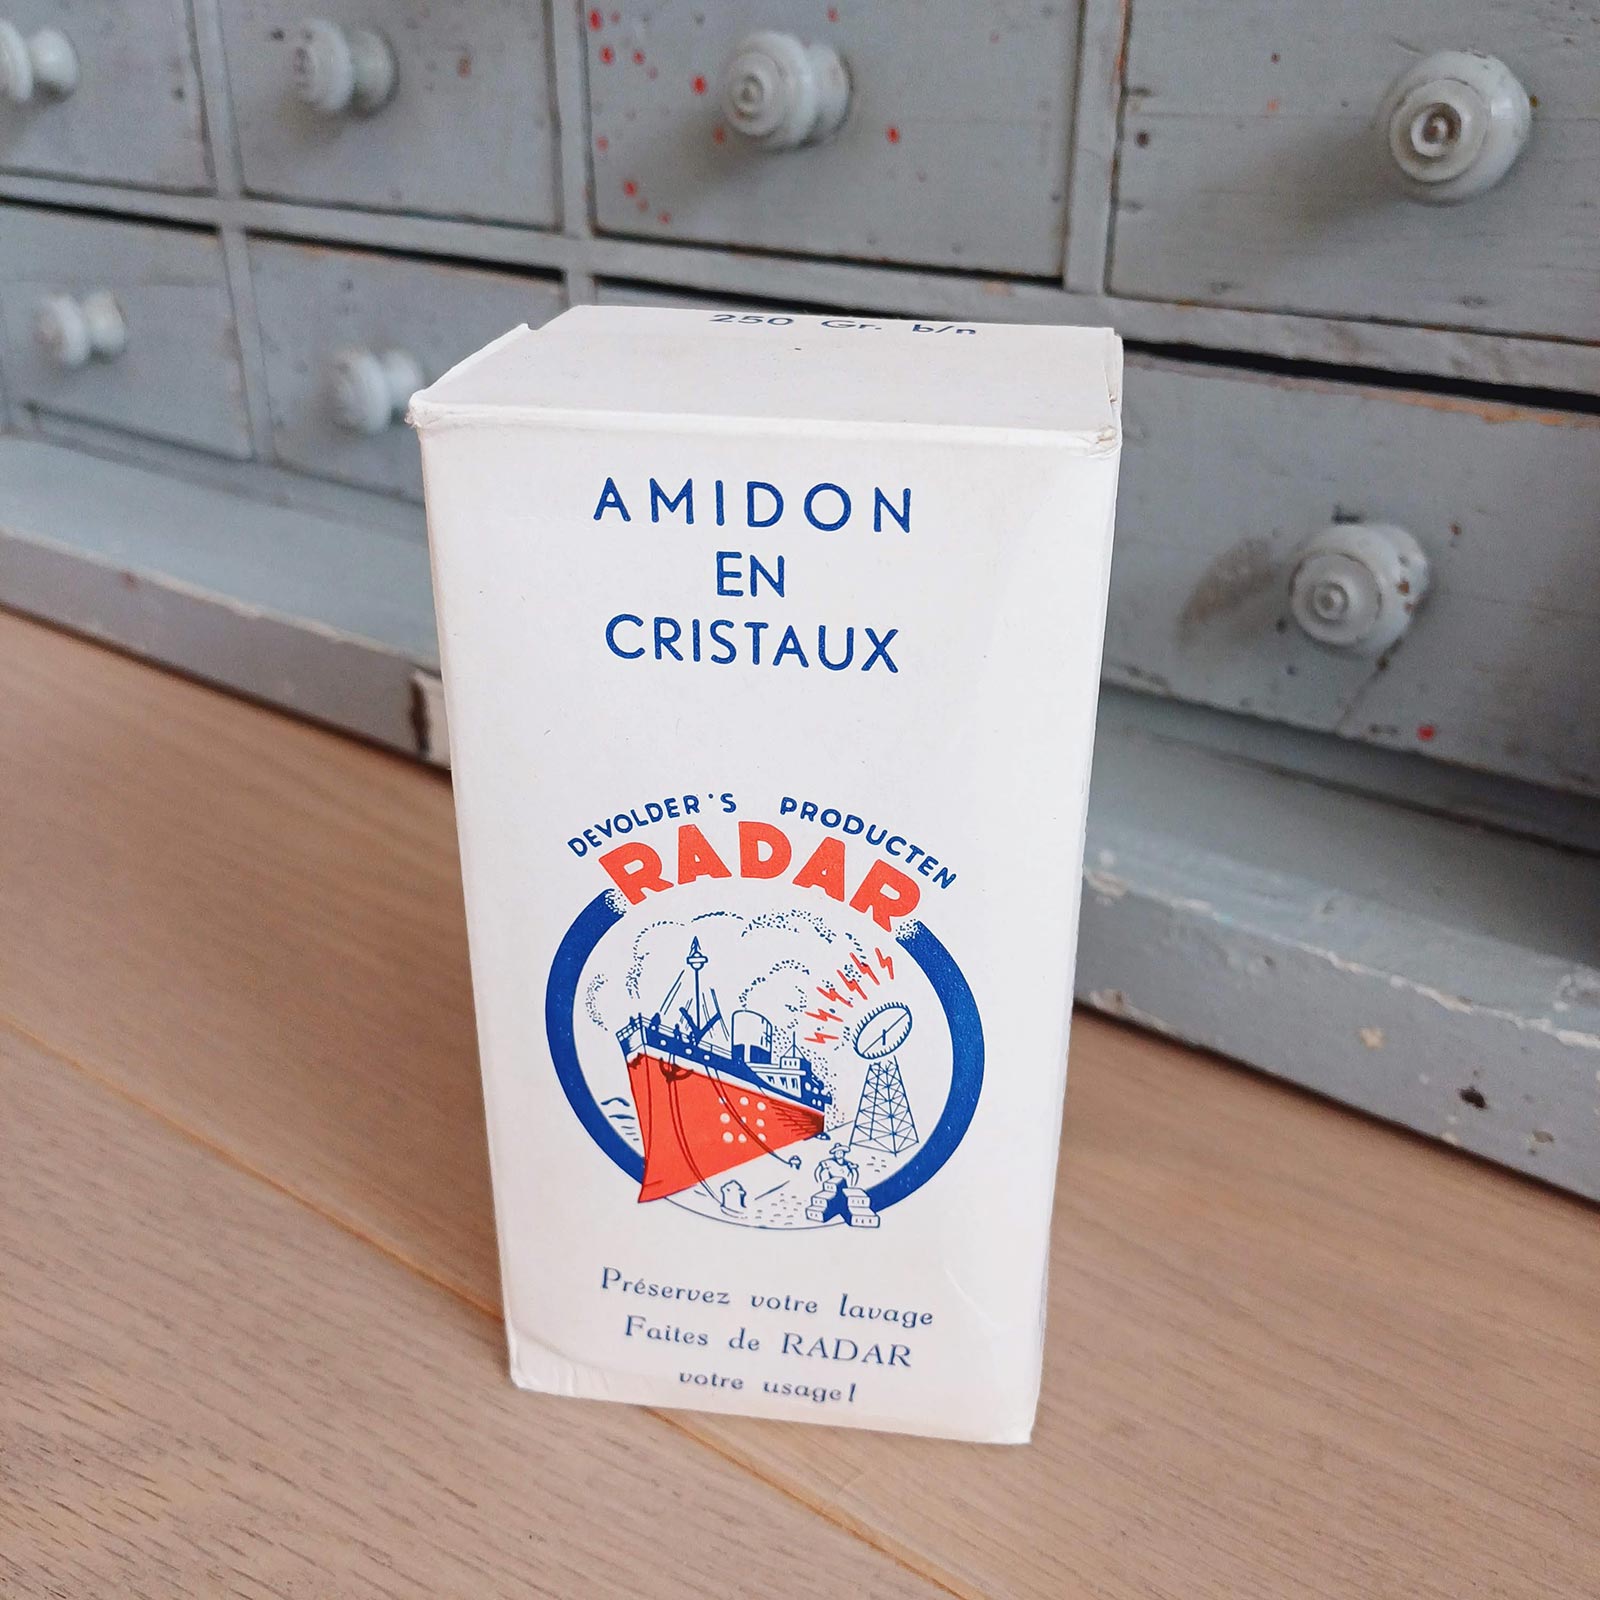 250 Gr. b/n
AMIDON
EN
CRISTAUX
DEVOLDER'S PRODUCTEN
RADAR
Préservez votre lavage
Faites de RADAR
votre usage!